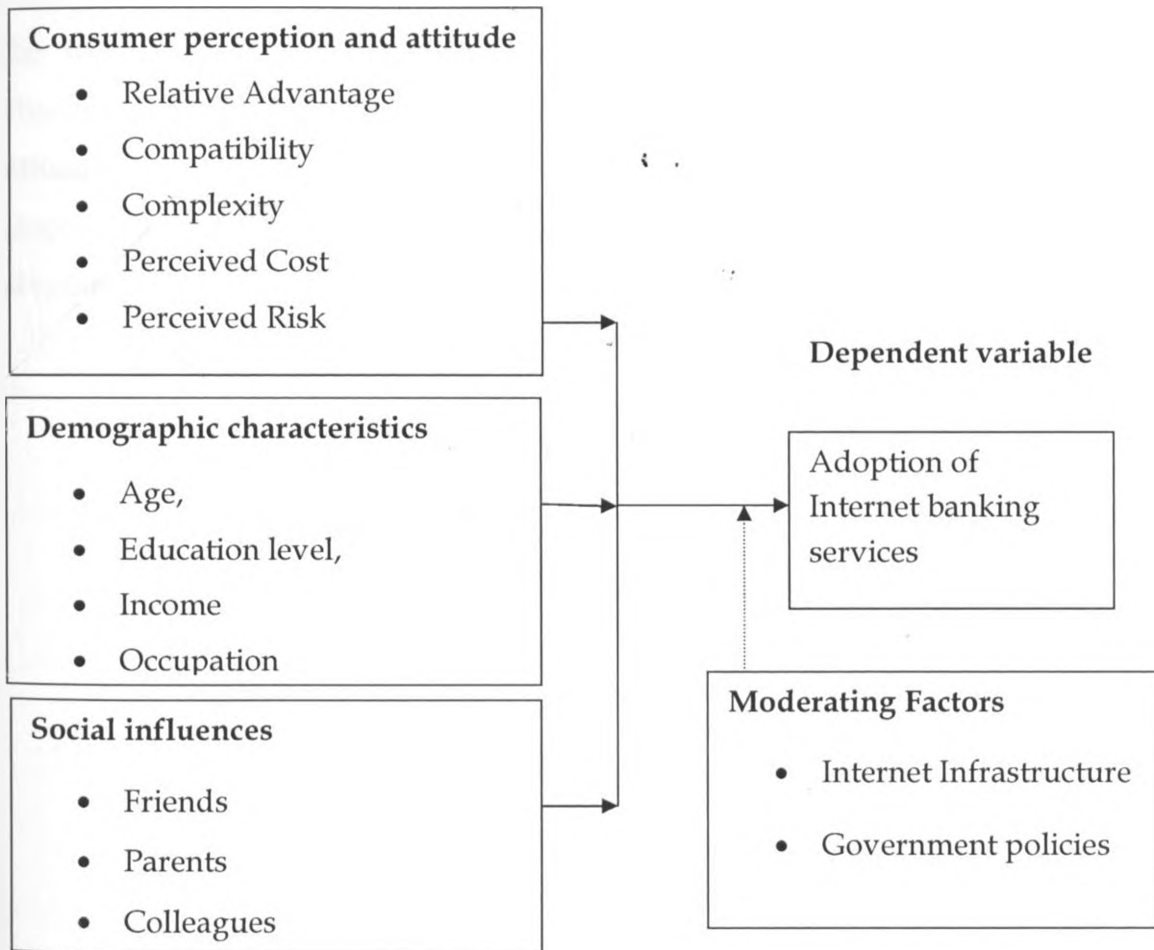 Consumer perception and attitude
• Relative Advantage
• Compatibility
• Complexity
• Perceived Cost
• Perceived Risk
Demographic characteristics
• Age,
• Education level,
• Income
• Occupation
Social influences
• Friends
• Parents
• Colleagues
Dependent variable
Adoption of
Internet banking
services
Moderating Factors
• Internet Infrastructure
• Government policies